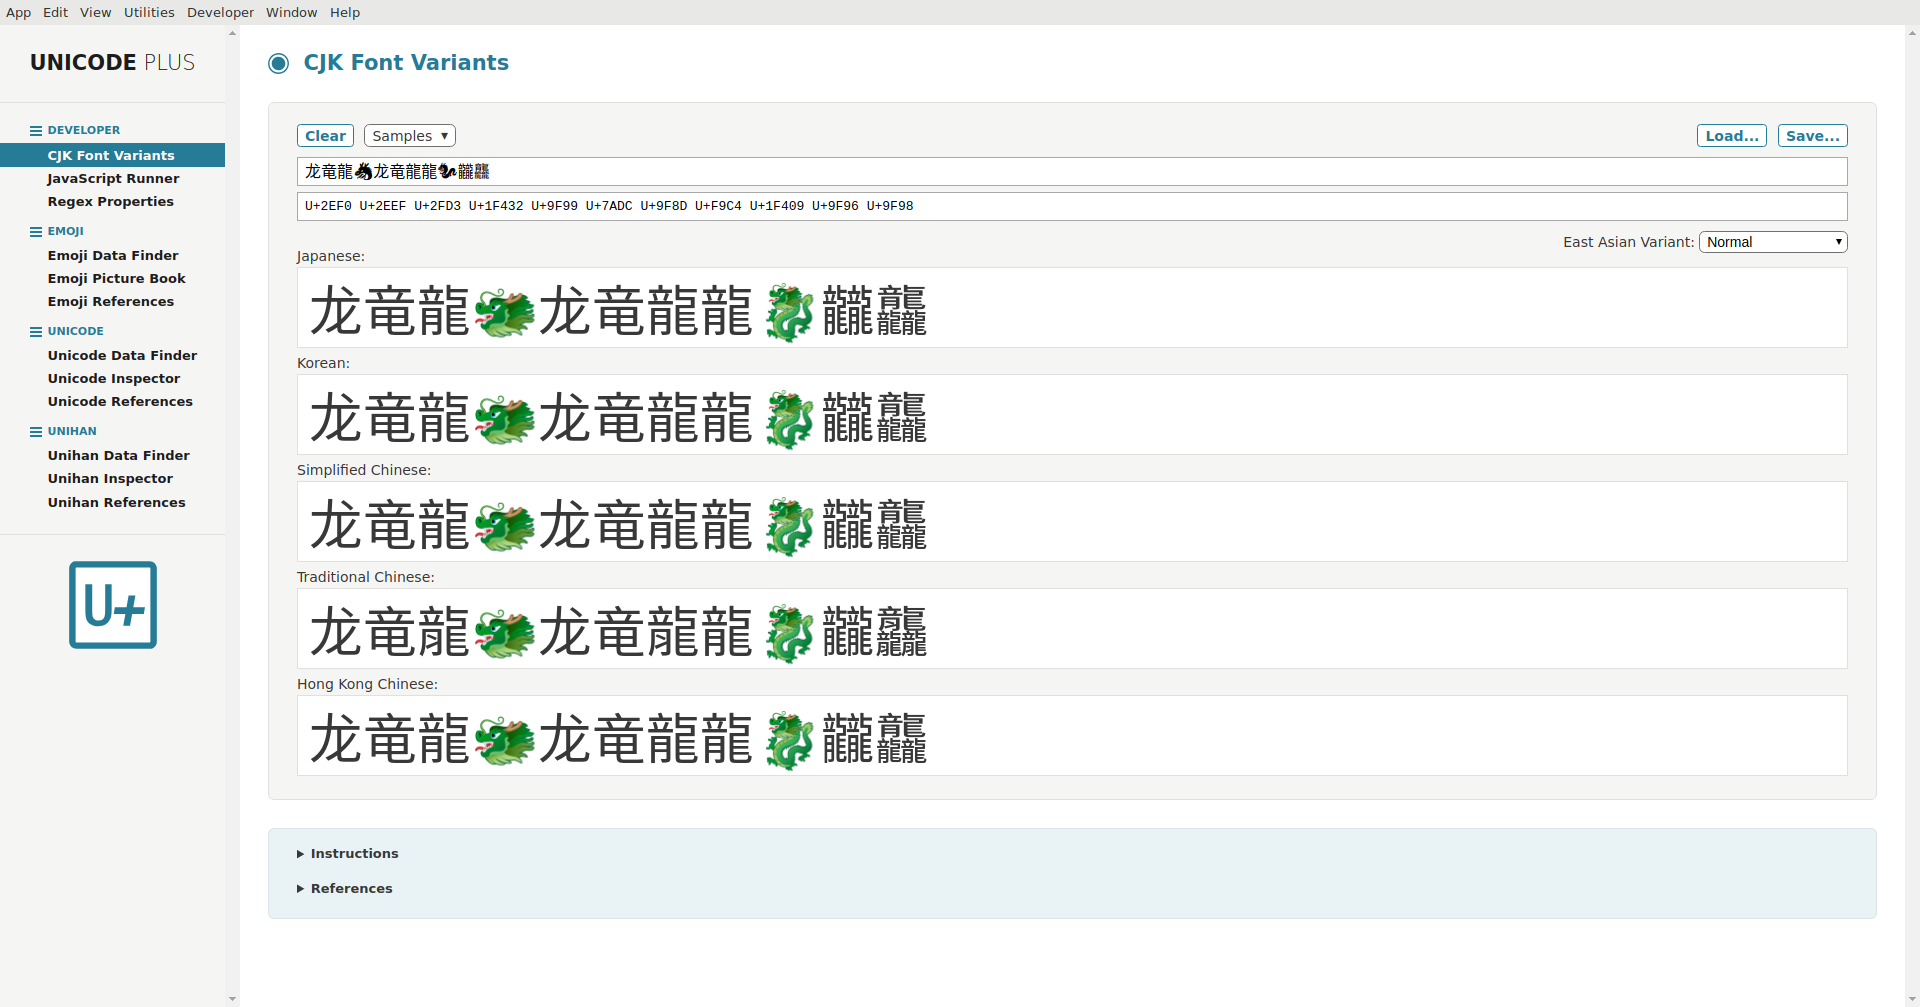 App Edit View Utilities Developer Window Help
UNICODE PLUS
DEVELOPER
CJK Font Variants
JavaScript Runner
Regex Properties
EMOJI
Emoji Data Finder
Emoji Picture Book
Emoji References
UNICODE
Unicode Data Finder
Unicode Inspector
Unicode References
UNIHAN
Unihan Data Finder
Unihan Inspector
Unihan References
U+
CJK Font Variants
Clear Samples ▾ Load... Save...
⻰⻯⿓🐲龙竜龍龍🐉龖龘
U+2EF0 U+2EEF U+2FD3 U+1F432 U+9F99 U+7ADC U+9F8D U+F9C4 U+1F409 U+9F96 U+9F98
East Asian Variant: Normal
Japanese:
⻰⻯⿓🐲龙竜龍龍🐉龖龘
Korean:
⻰⻯⿓🐲龙竜龍龍🐉龖龘
Simplified Chinese:
⻰⻯⿓🐲龙竜龍龍🐉龖龘
Traditional Chinese:
⻰⻯⿓🐲龙竜龍龍🐉龖龘
Hong Kong Chinese:
⻰⻯⿓🐲龙竜龍龍🐉龖龘
Instructions
References